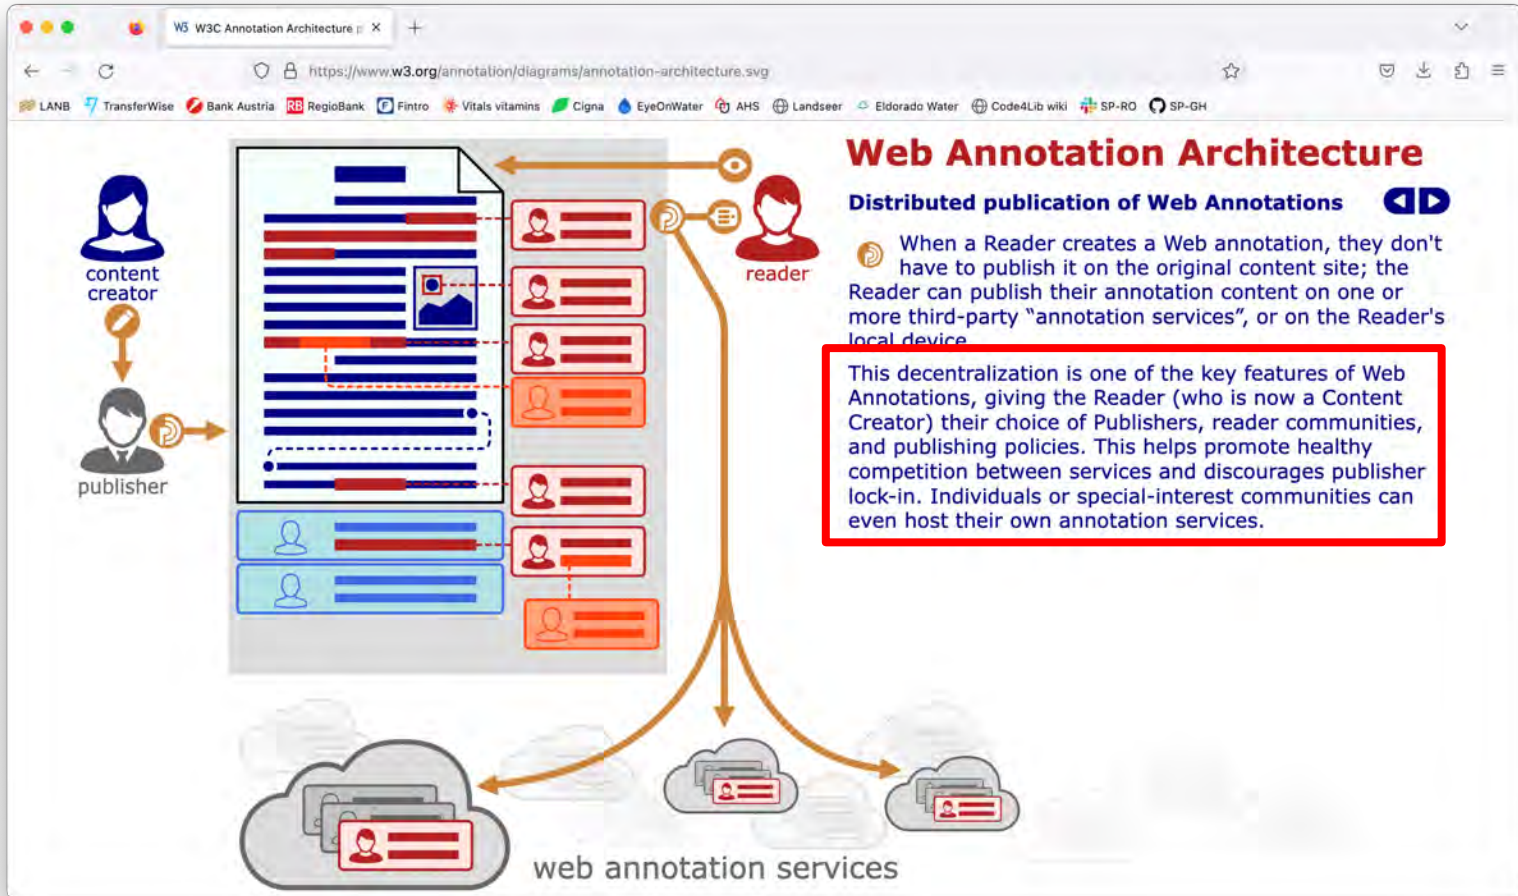 W3C Annotation Architecture p
https://www.w3.org/annotation/diagrams/annotation-architecture.svg
LANB TransferWise Bank Austria RB RegioBank Fintro Vitals vitamins Cigna EyeOnWater AHS Landseer Eldorado Water Code4Lib wiki SP-RO SP-GH
content
creator
publisher
reader
Web Annotation Architecture
Distributed publication of Web Annotations
When a Reader creates a Web annotation, they don't
have to publish it on the original content site; the
Reader can publish their annotation content on one or
more third-party “annotation services”, or on the Reader's
local device
This decentralization is one of the key features of Web
Annotations, giving the Reader (who is now a Content
Creator) their choice of Publishers, reader communities,
and publishing policies. This helps promote healthy
competition between services and discourages publisher
lock-in. Individuals or special-interest communities can
even host their own annotation services.
web annotation services